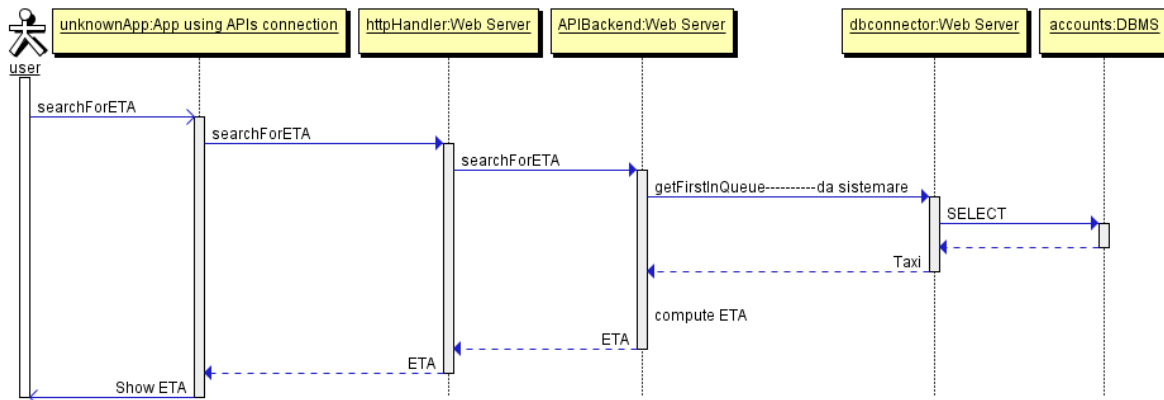 unknownApp:App using APIs connection
httpHandler:Web Server
APIBackend:Web Server
dbconnector:Web Server
accounts:DBMS
user
searchForETA
searchForETA
searchForETA
getFirstInQueue----------da sistemare
SELECT
Taxi
compute ETA
ETA
ETA
Show ETA